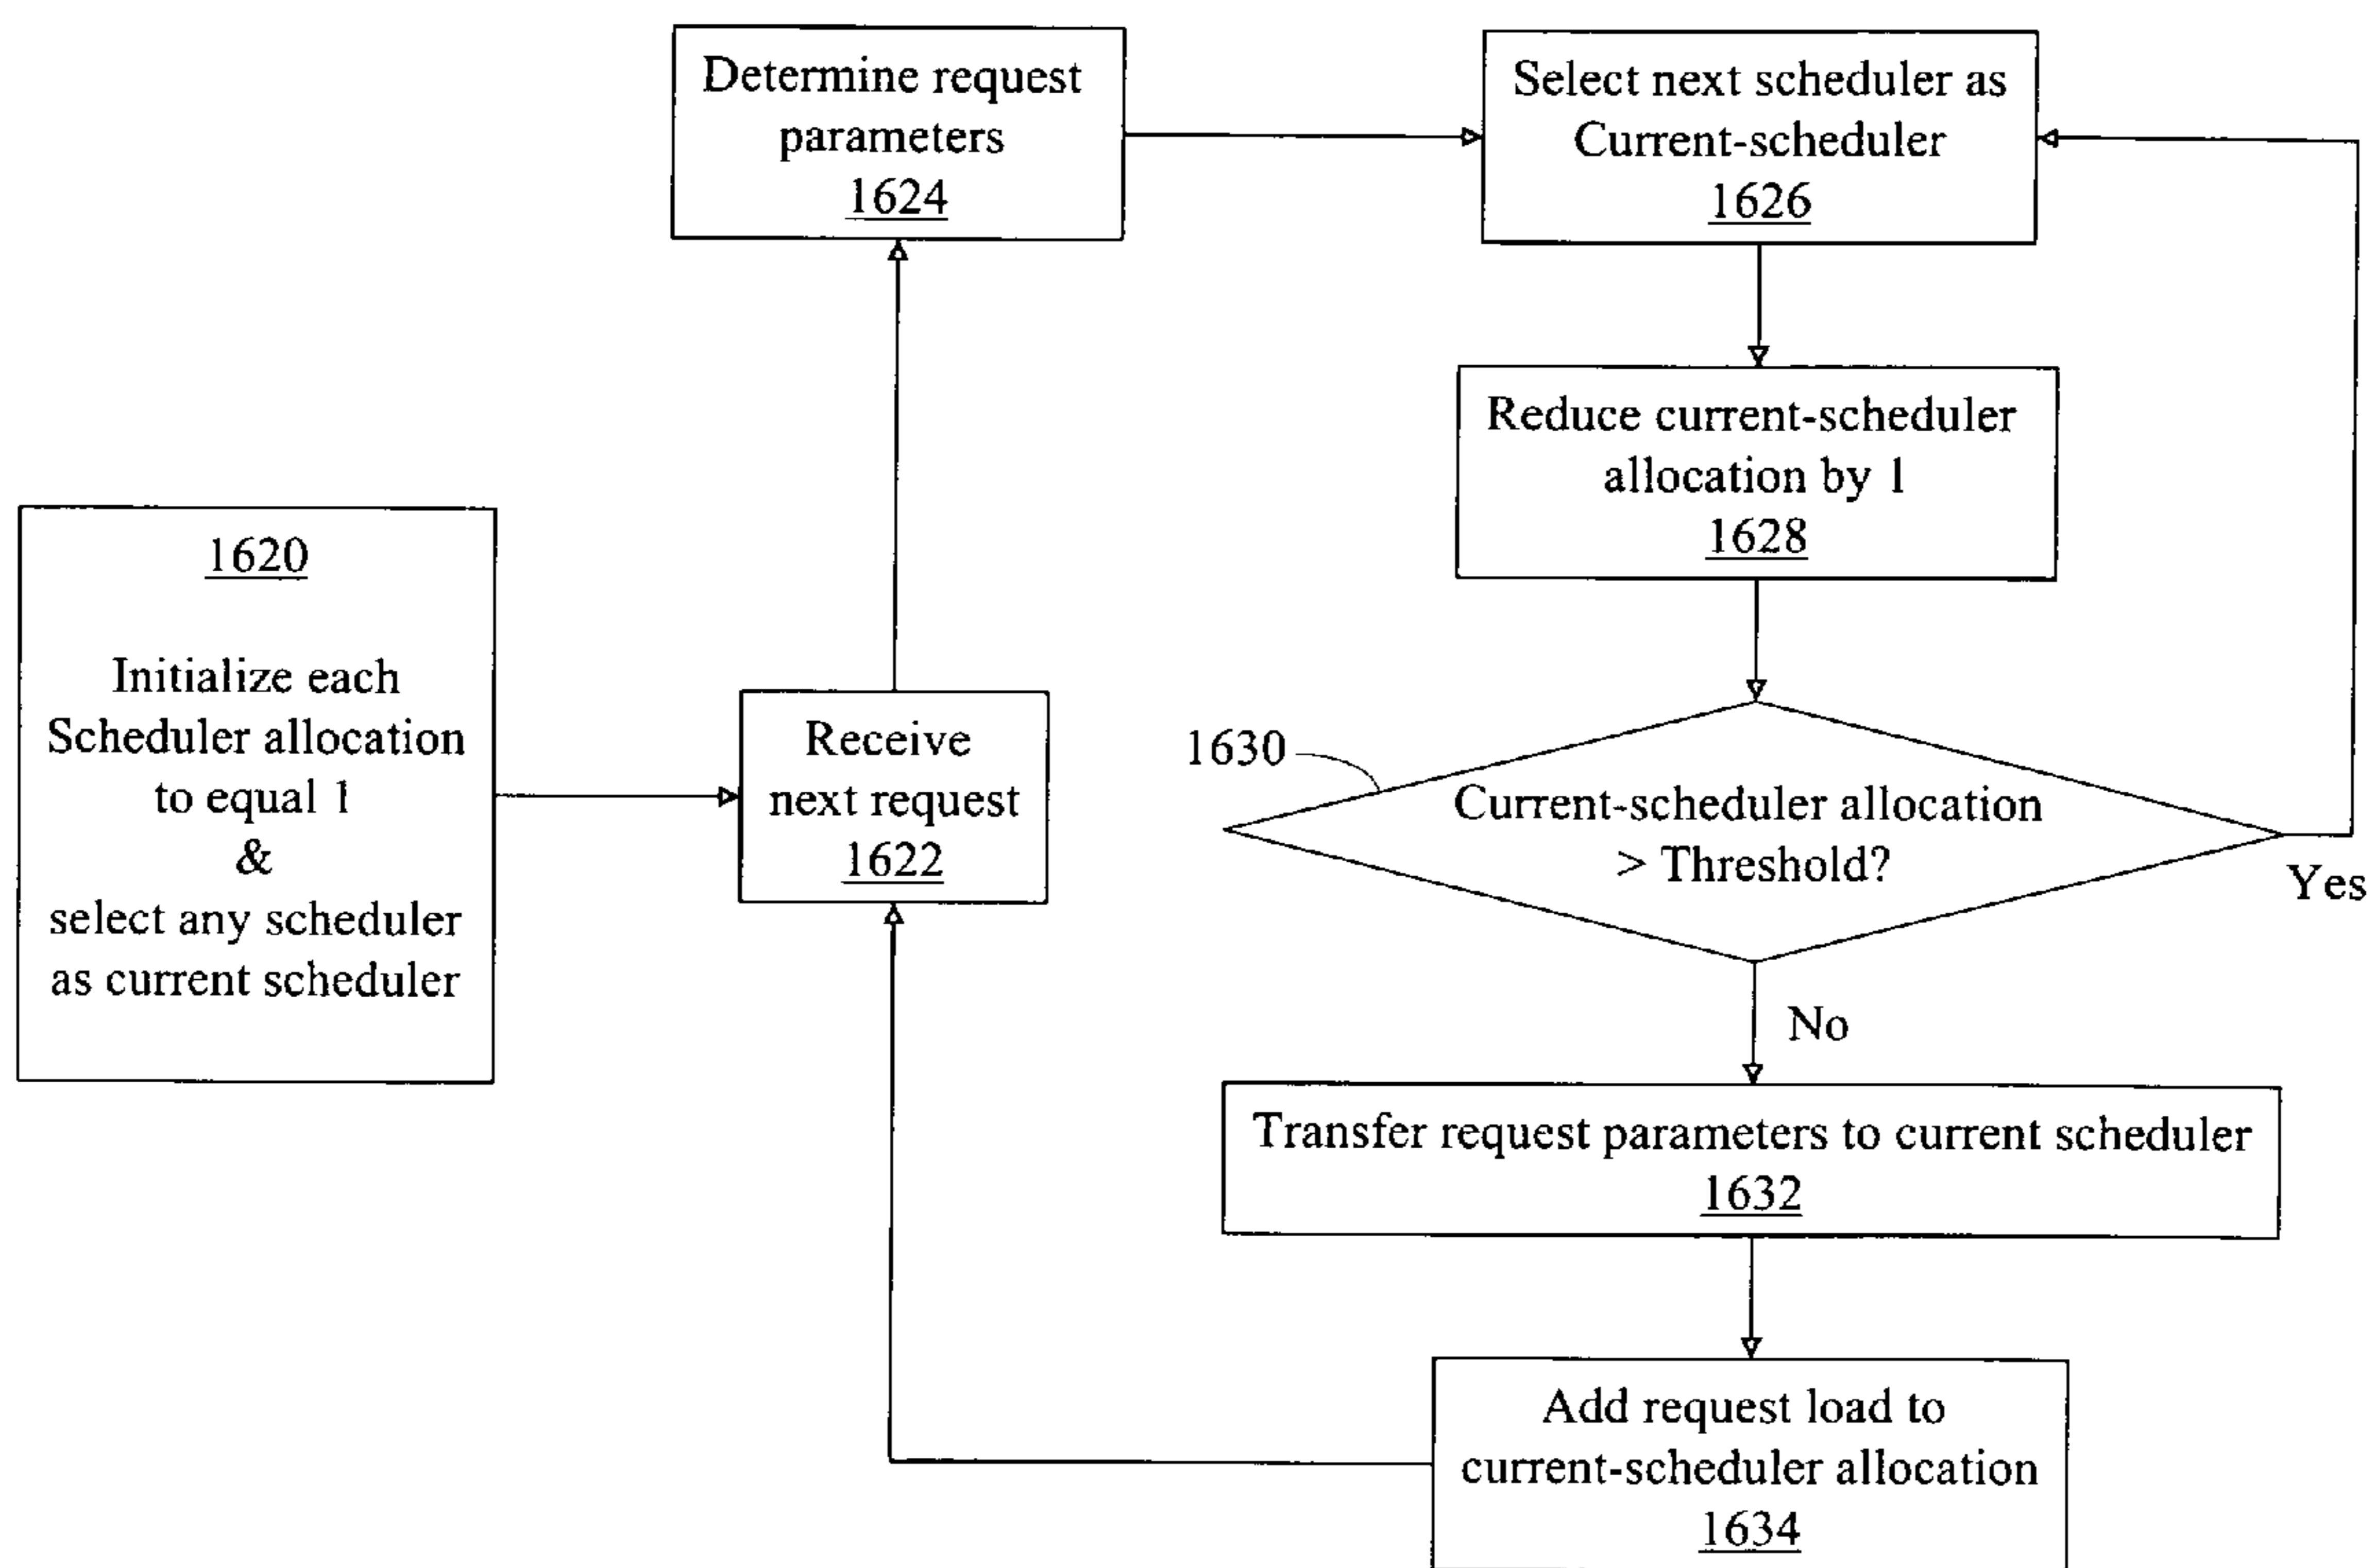 Determine request
parameters
1624
Select next scheduler as
Current-scheduler
1626
Reduce current-scheduler
allocation by 1
1628
1620
Initialize each
Scheduler allocation
to equal 1
&
select any scheduler
as current scheduler
Receive
next request
1622
1630
Current-scheduler allocation
> Threshold?
Yes
No
Transfer request parameters to current scheduler
1632
Add request load to
current-scheduler allocation
1634